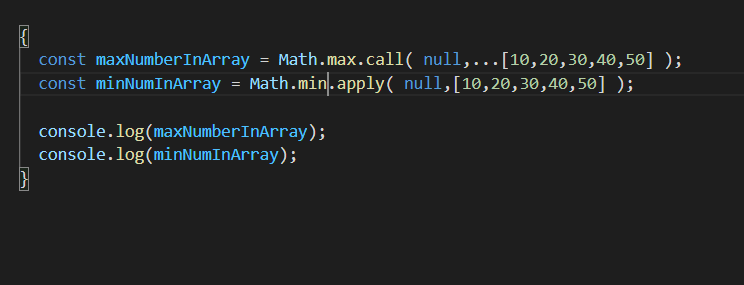 {
const maxNumberInArray = Math.max.call( null,...[10,20,30,40,50] );
const minNumInArray = Math.min.apply( null,[10,20,30,40,50] );
console.log(maxNumberInArray);
console.log(minNumInArray);
}